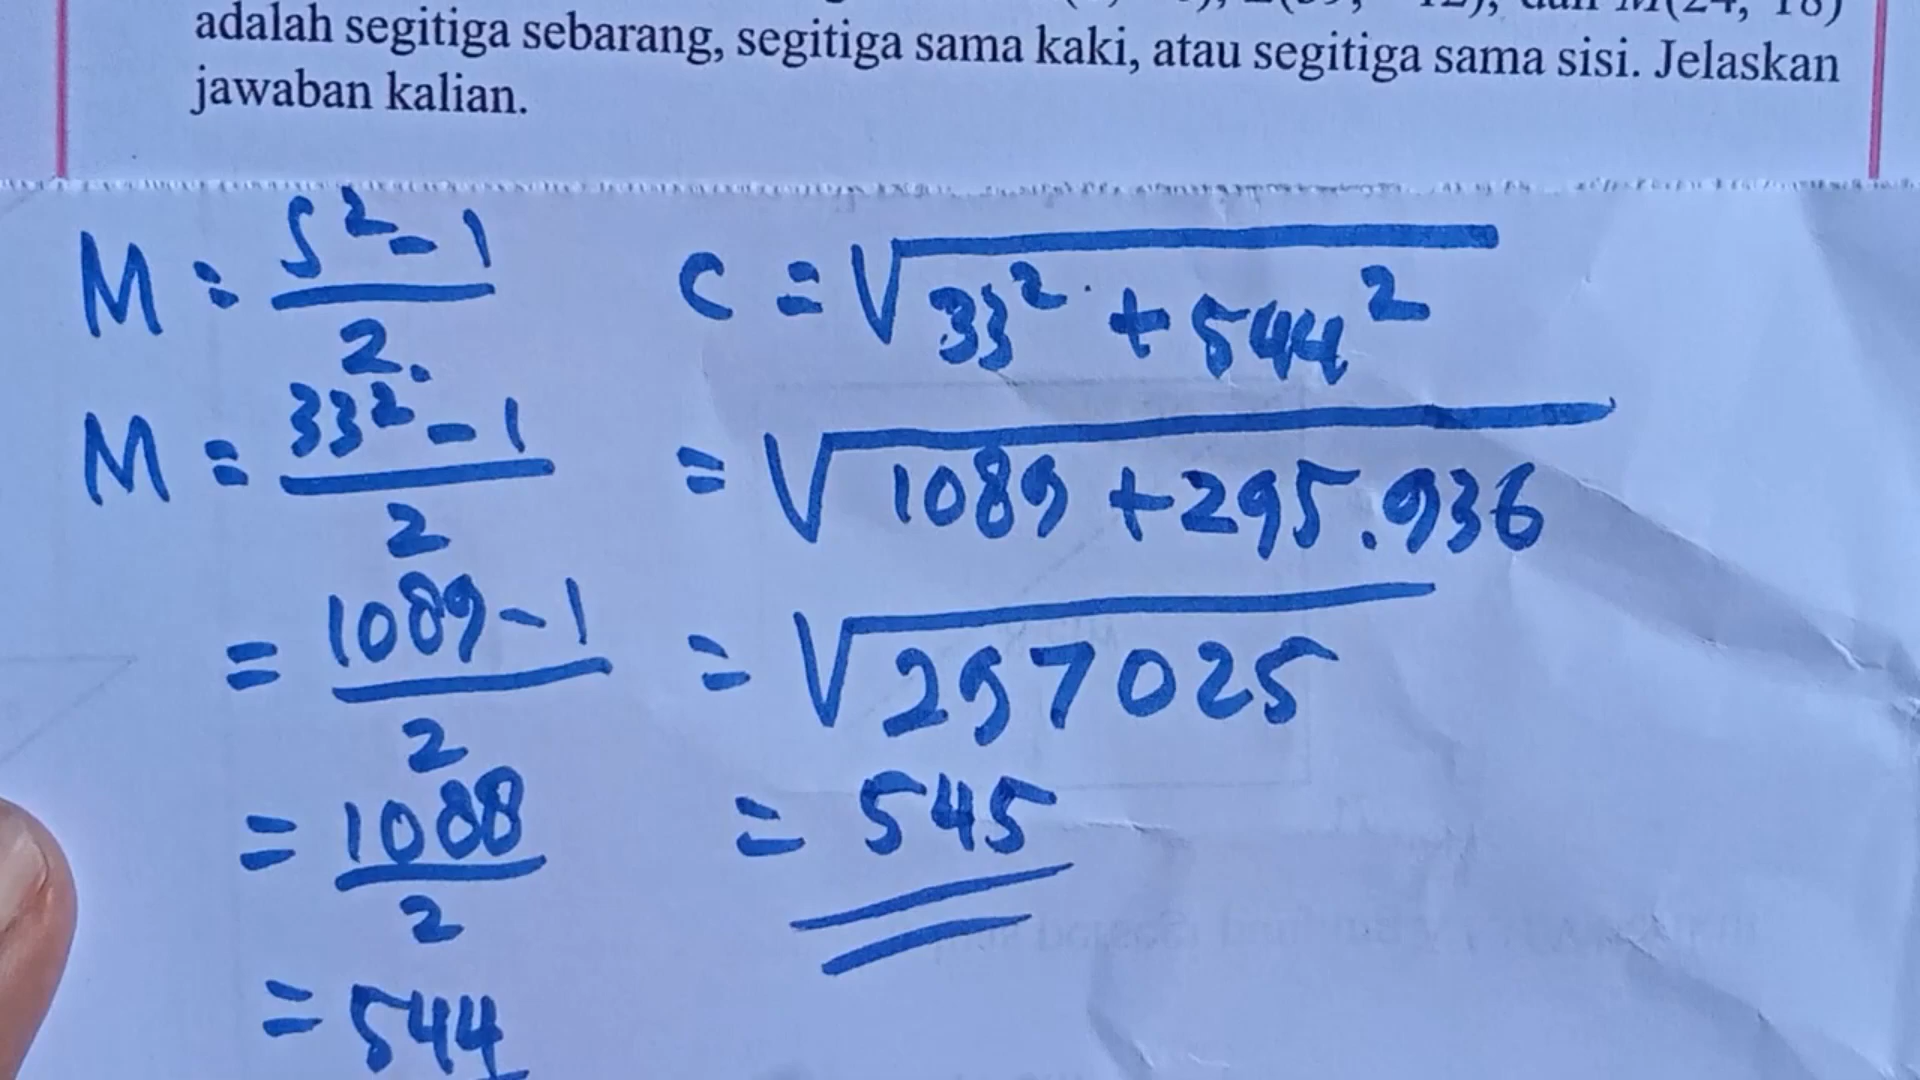 adalah segitiga sebarang, segitiga sama kaki, atau segitiga sama sisi. Jelaskan
jawaban kalian.
M = S² - 1
2.
M = 33² - 1
2
= 1089 - 1
2
= 1088
2
= 544
c = √33² + 544²
= √1089 + 295.936
= √297025
= 545